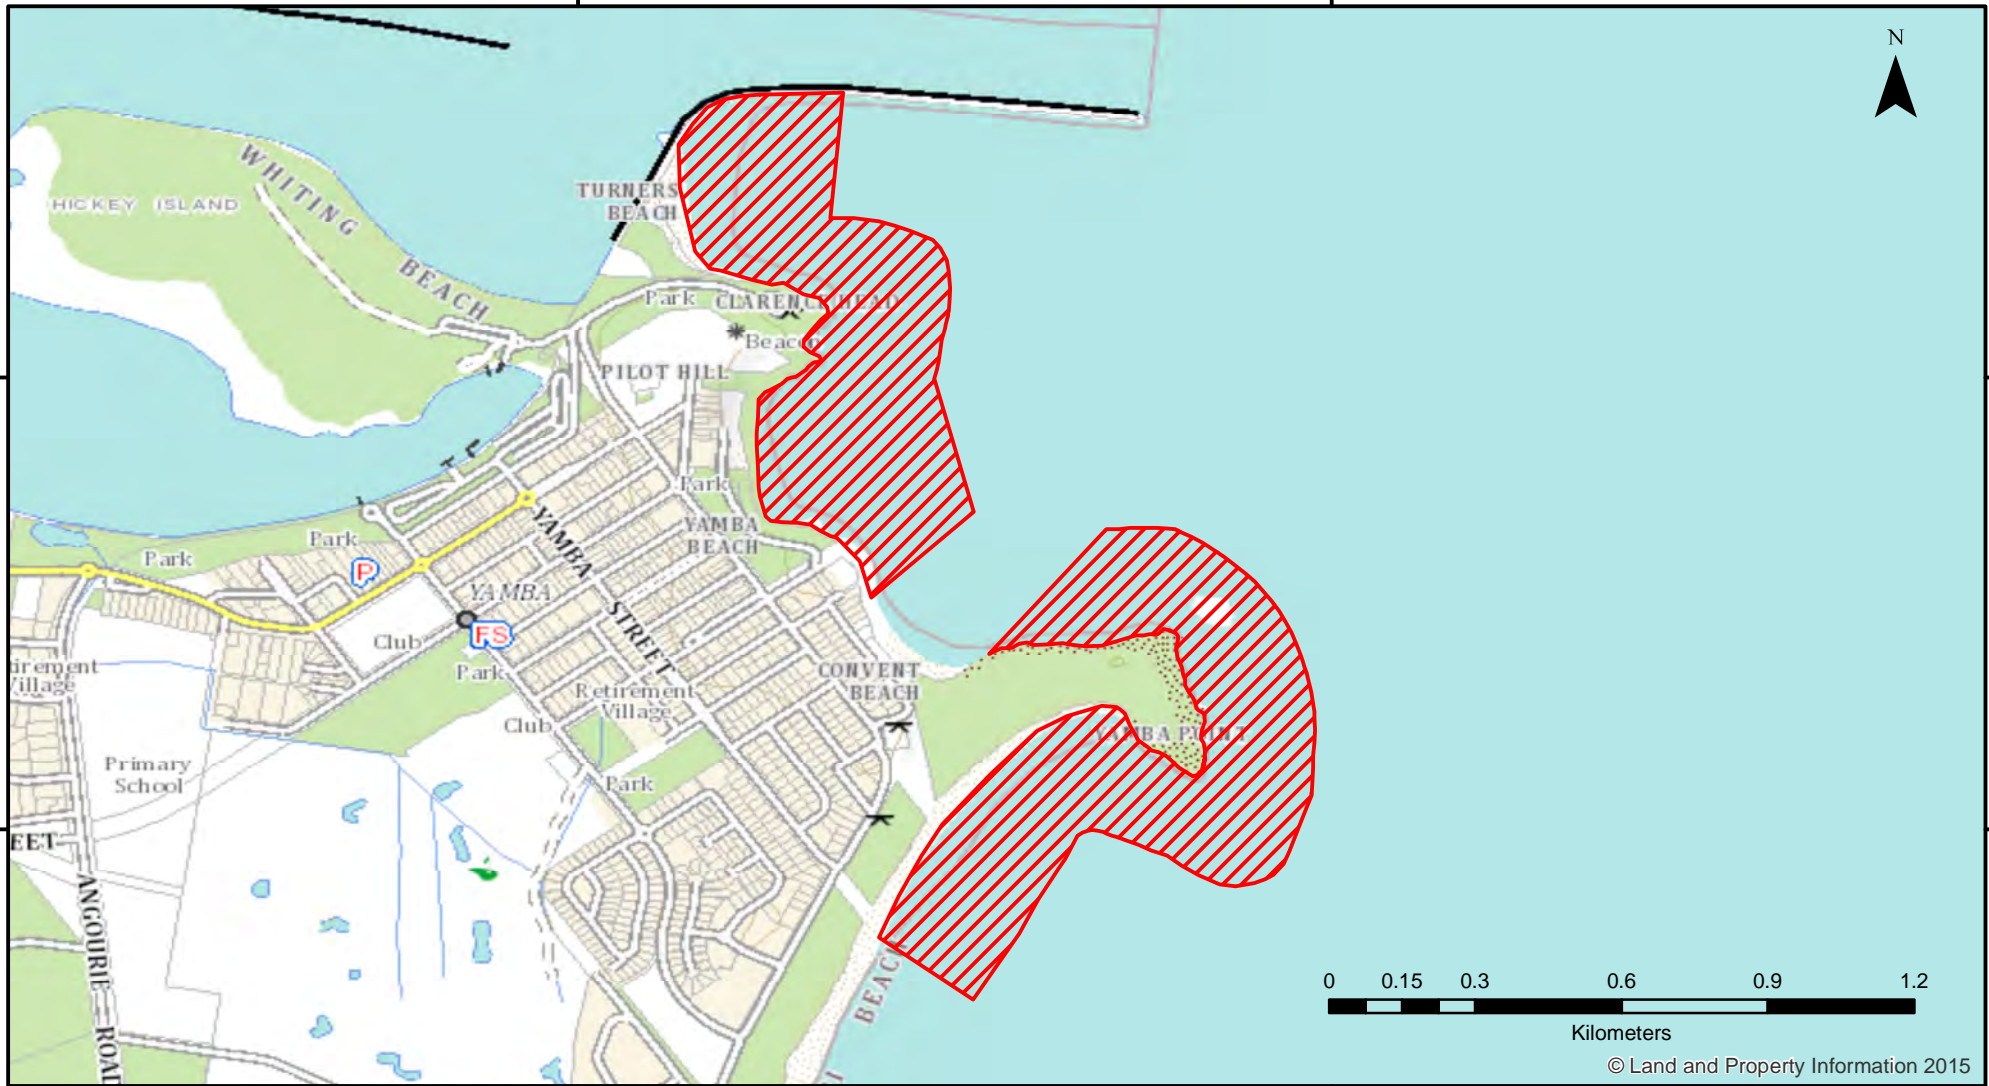 N
WHITING
BEACH
HICKEY ISLAND
TURNERS
BEACH
Park
CLARENCE HEAD
Beacon
PILOT HILL
Park
YAMBA
BEACH
Park
Park
P
YAMBA
STREET
YAMBA
FS
Club
Park
Retirement
Village
Club
CONVENT
BEACH
YAMBA POINT
irement
Village
Primary
School
Park
EET
ANGOURIE ROAD
BEACH
0 0.15 0.3 0.6 0.9 1.2
Kilometers
© Land and Property Information 2015